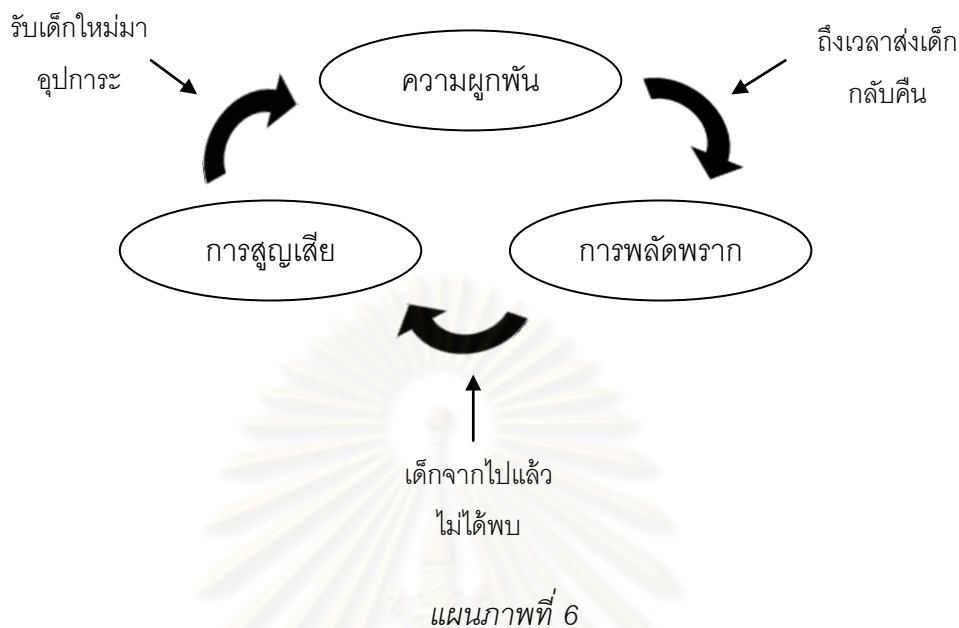 รับเด็กใหม่มา
อุปการะ
ความผูกพัน
ถึงเวลาส่งเด็ก
กลับคืน
การสูญเสีย
การพลัดพราก
เด็กจากไปแล้ว
ไม่ได้พบ
แผนภาพที่ 6